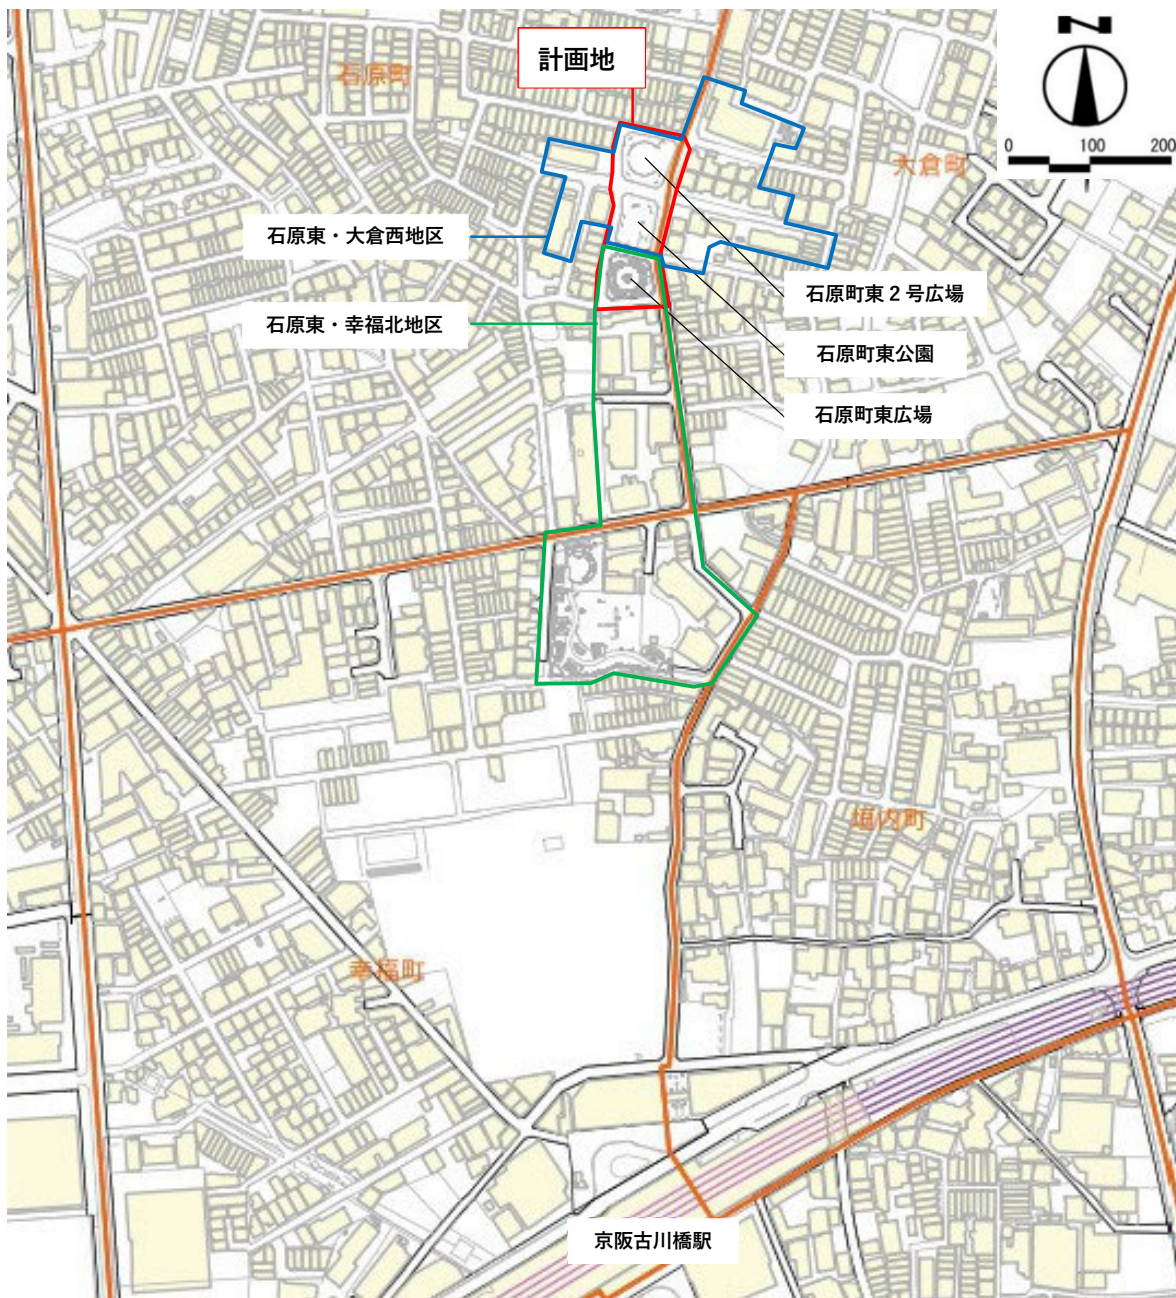 計画地
石原町
N
0 100 200
大倉町
石原東・大倉西地区
石原町東２号広場
石原東・幸福北地区
石原町東公園
石原町東広場
垣内町
幸福町
京阪古川橋駅